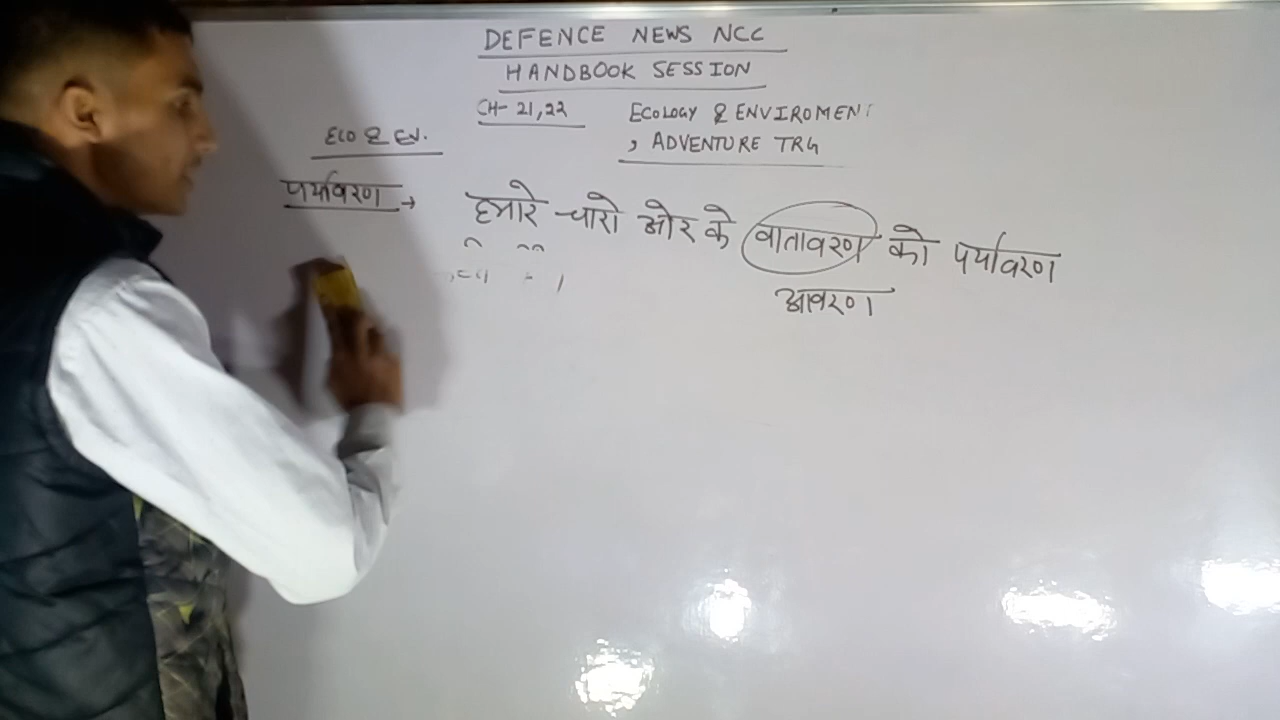 DEFENCE NEWS NCC
HANDBOOK SESSION
CH- 21,22 ECOLOGY & ENVIROMENT
, ADVENTURE TRG
ECO & EN.
पर्यावरण → हमारे चारो ओर के वातावरण को पर्यावरण
आवरण